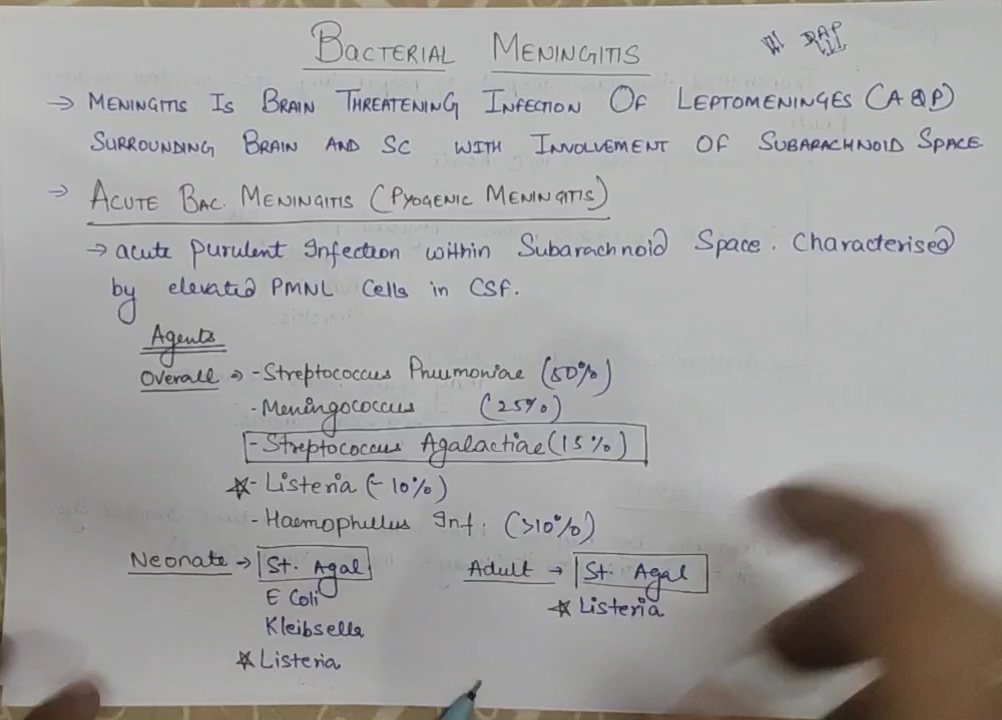 BACTERIAL MENINGITIS
→ MENINGITIS IS BRAIN THREATENING INFECTION OF LEPTOMENINGES (A & P)
SURROUNDING BRAIN AND SC WITH INVOLVEMENT OF SUBARACHNOID SPACE
→ ACUTE BAC. MENINGITIS (PYOGENIC MENINGITIS)
→ acute purulent Infection within Subarachnoid Space. Characterised
by elevated PMNL Cells in CSF.
Agents
Overall → - Streptococcus Pnuemoniae (50%)
- Meningococcus (25%)
- Streptococcus Agalactiae (15%)
☆ - Listeria (~10%)
- Haemophillus Inf. (>10%)
Neonate → St. Agal Adult → St. Agal
E Coli ☆ Listeria
Kleibsella
☆ Listeria